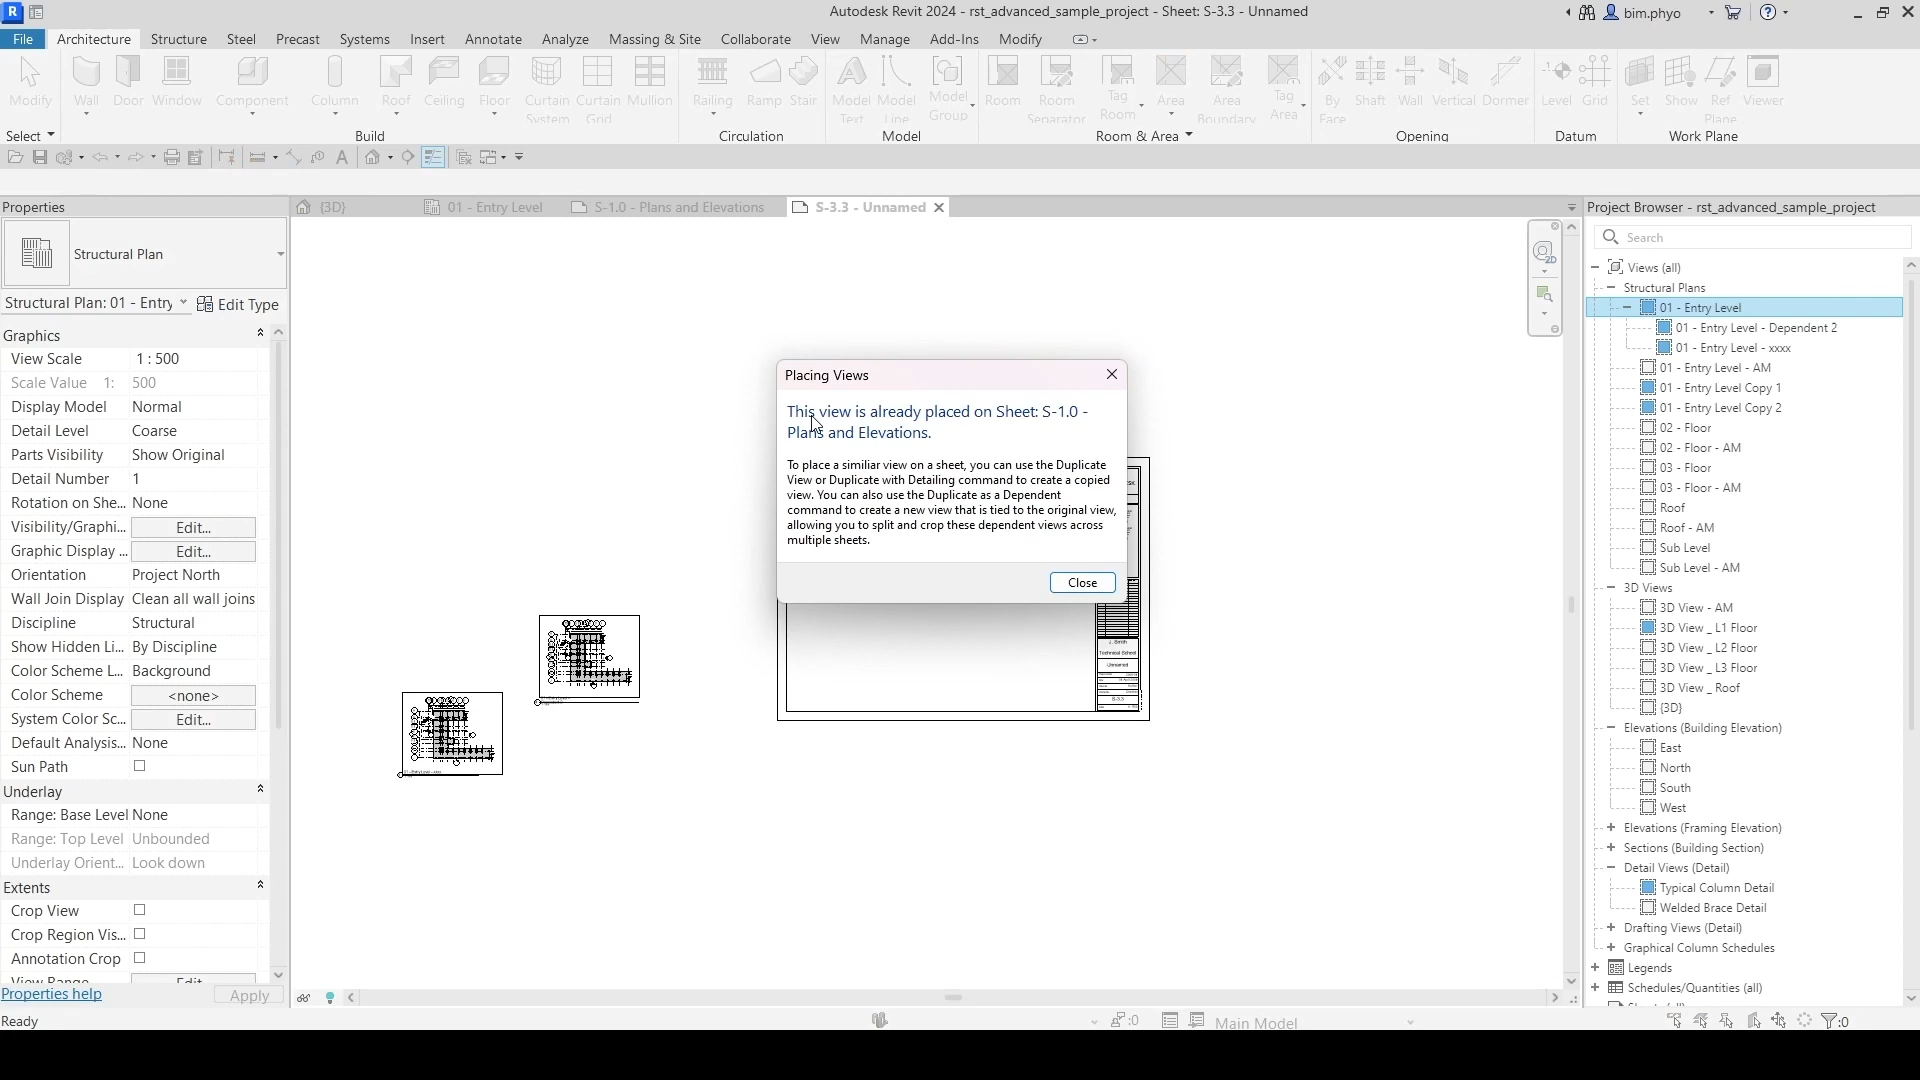 Autodesk Revit 2024 - rst_advanced_sample_project - Sheet: S-3.3 - Unnamed
bim.phyo
File Architecture Structure Steel Precast Systems Insert Annotate Analyze Massing & Site Collaborate View Manage Add-Ins Modify
Modify
Wall
Door
Window
Component
Column
Roof
Ceiling
Floor
Curtain System
Curtain Grid
Mullion
Railing
Ramp
Stair
Model Text
Model Line
Model Group
Room
Room Separator
Tag Room
Area
Area Boundary
Tag Area
By Face
Shaft
Wall
Vertical
Dormer
Level
Grid
Set
Show
Ref Plane
Viewer
Select Build Circulation Model Room & Area Opening Datum Work Plane
Properties
{3D}
01 - Entry Level
S-1.0 - Plans and Elevations
S-3.3 - Unnamed
Structural Plan
Structural Plan: 01 - Entry
Edit Type
Graphics
View Scale 1 : 500
Scale Value 1: 500
Display Model Normal
Detail Level Coarse
Parts Visibility Show Original
Detail Number 1
Rotation on She... None
Visibility/Graphi... Edit...
Graphic Display ... Edit...
Orientation Project North
Wall Join Display Clean all wall joins
Discipline Structural
Show Hidden Li... By Discipline
Color Scheme L... Background
Color Scheme <none>
System Color Sc... Edit...
Default Analysis... None
Sun Path
Underlay
Range: Base Level None
Range: Top Level Unbounded
Underlay Orient... Look down
Extents
Crop View
Crop Region Vis...
Annotation Crop
View Range Edit...
Properties help
Apply
Ready
Placing Views
This view is already placed on Sheet: S-1.0 -
Plans and Elevations.
To place a similiar view on a sheet, you can use the Duplicate
View or Duplicate with Detailing command to create a copied
view. You can also use the Duplicate as a Dependent
command to create a new view that is tied to the original view,
allowing you to split and crop these dependent views across
multiple sheets.
Close
J. Smith
Technical School
Unnamed
S-3.3
2D
:0
Main Model
:0
Project Browser - rst_advanced_sample_project
Search
Views (all)
Structural Plans
01 - Entry Level
01 - Entry Level - Dependent 2
01 - Entry Level - xxxx
01 - Entry Level - AM
01 - Entry Level Copy 1
01 - Entry Level Copy 2
02 - Floor
02 - Floor - AM
03 - Floor
03 - Floor - AM
Roof
Roof - AM
Sub Level
Sub Level - AM
3D Views
3D View - AM
3D View _ L1 Floor
3D View _ L2 Floor
3D View _ L3 Floor
3D View _ Roof
{3D}
Elevations (Building Elevation)
East
North
South
West
Elevations (Framing Elevation)
Sections (Building Section)
Detail Views (Detail)
Typical Column Detail
Welded Brace Detail
Drafting Views (Detail)
Graphical Column Schedules
Legends
Schedules/Quantities (all)